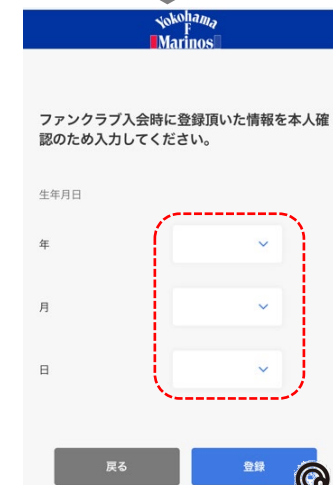 Yokohama
F
Marinos
ファンクラブ入会時に登録頂いた情報を本人確
認のため入力してください。
生年月日
年
月
日
戻る
登録